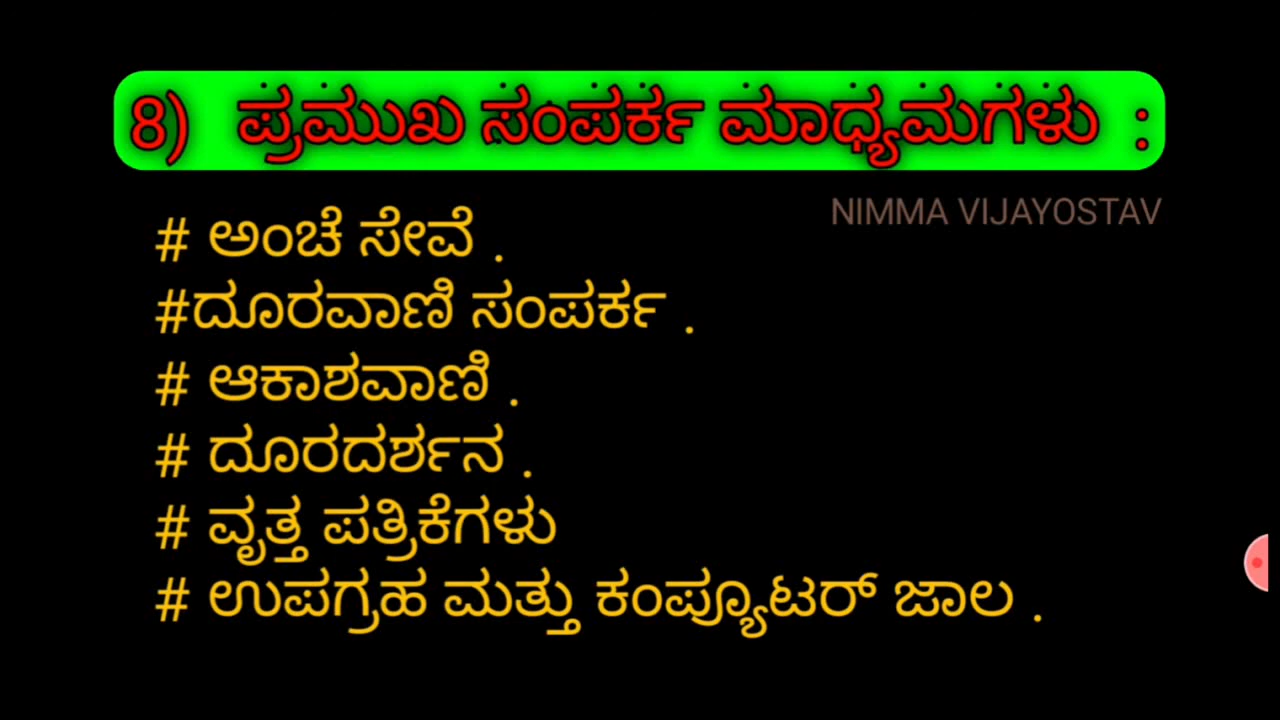 8) ಪ್ರಮುಖ ಸಂಪರ್ಕ ಮಾಧ್ಯಮಗಳು :
NIMMA VIJAYOSTAV
# ಅಂಚೆ ಸೇವೆ .
#ದೂರವಾಣಿ ಸಂಪರ್ಕ .
# ಆಕಾಶವಾಣಿ .
# ದೂರದರ್ಶನ .
# ವೃತ್ತ ಪತ್ರಿಕೆಗಳು
# ಉಪಗ್ರಹ ಮತ್ತು ಕಂಪ್ಯೂಟರ್ ಜಾಲ .